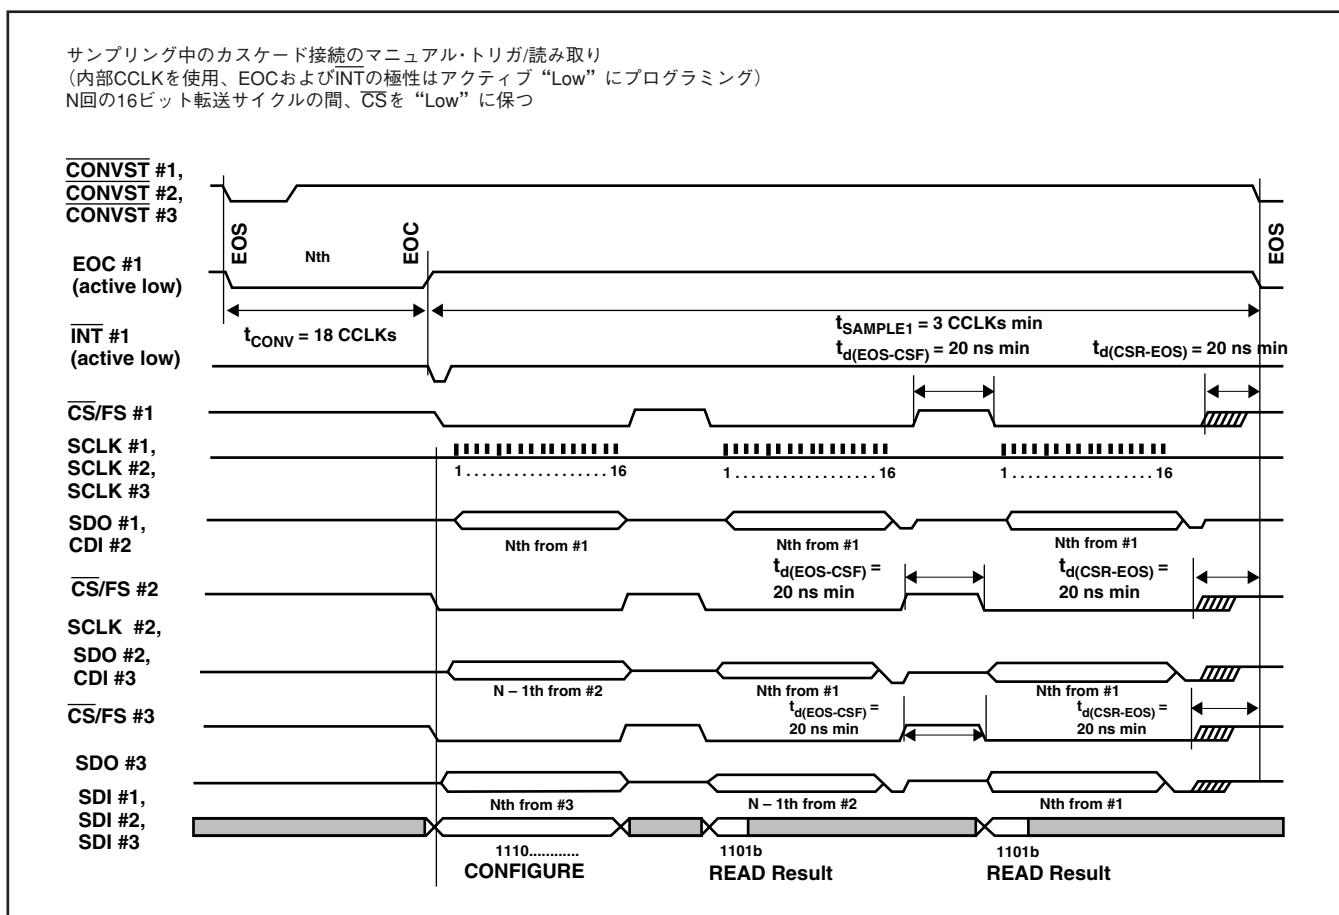 サンプリング中のカスケード接続のマニュアル・トリガ/読み取り
（内部CCLKを使用、EOCおよびINTの極性はアクティブ“Low”にプログラミング）
N回の16ビット転送サイクルの間、CSを“Low”に保つ
CONVST #1,
CONVST #2,
CONVST #3
EOS
Nth
EOC
EOS
EOC #1
(active low)
tCONV = 18 CCLKs
tSAMPLE1 = 3 CCLKs min
INT #1
(active low)
td(EOS-CSF) = 20 ns min
td(CSR-EOS) = 20 ns min
CS/FS #1
SCLK #1,
SCLK #2,
SCLK #3
1 . . . . . . . . . . . . . . . . . . 16
1 . . . . . . . . . . . . . . . . . . 16
1 . . . . . . . . . . . . . . . . . . 16
SDO #1,
CDI #2
Nth from #1
Nth from #1
Nth from #1
td(EOS-CSF) =
20 ns min
td(CSR-EOS) =
20 ns min
CS/FS #2
SCLK #2,
SDO #2,
CDI #3
N – 1th from #2
Nth from #1
Nth from #1
td(EOS-CSF) =
20 ns min
td(CSR-EOS) =
20 ns min
CS/FS #3
SDO #3
Nth from #3
N – 1th from #2
Nth from #1
SDI #1,
SDI #2,
SDI #3
1110............
CONFIGURE
1101b
READ Result
1101b
READ Result